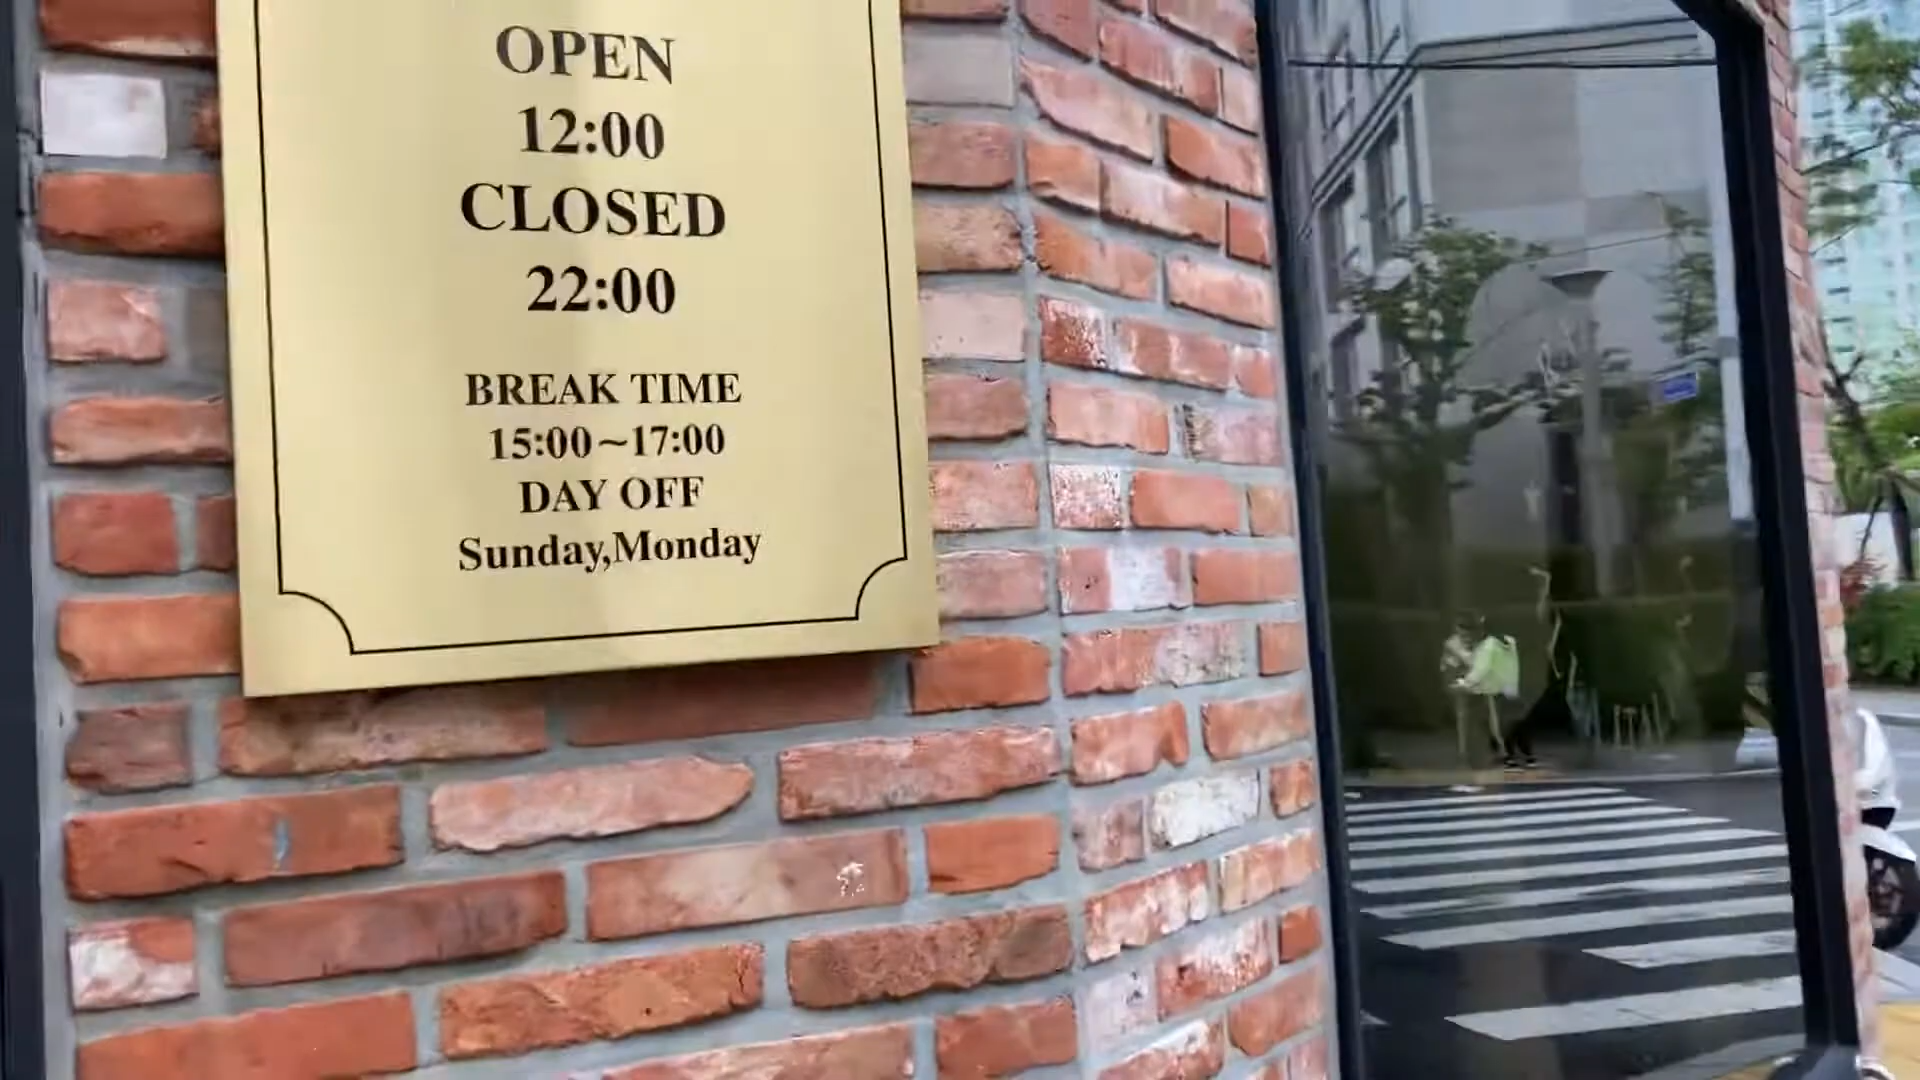 OPEN
12:00
CLOSED
22:00
BREAK TIME
15:00~17:00
DAY OFF
Sunday,Monday